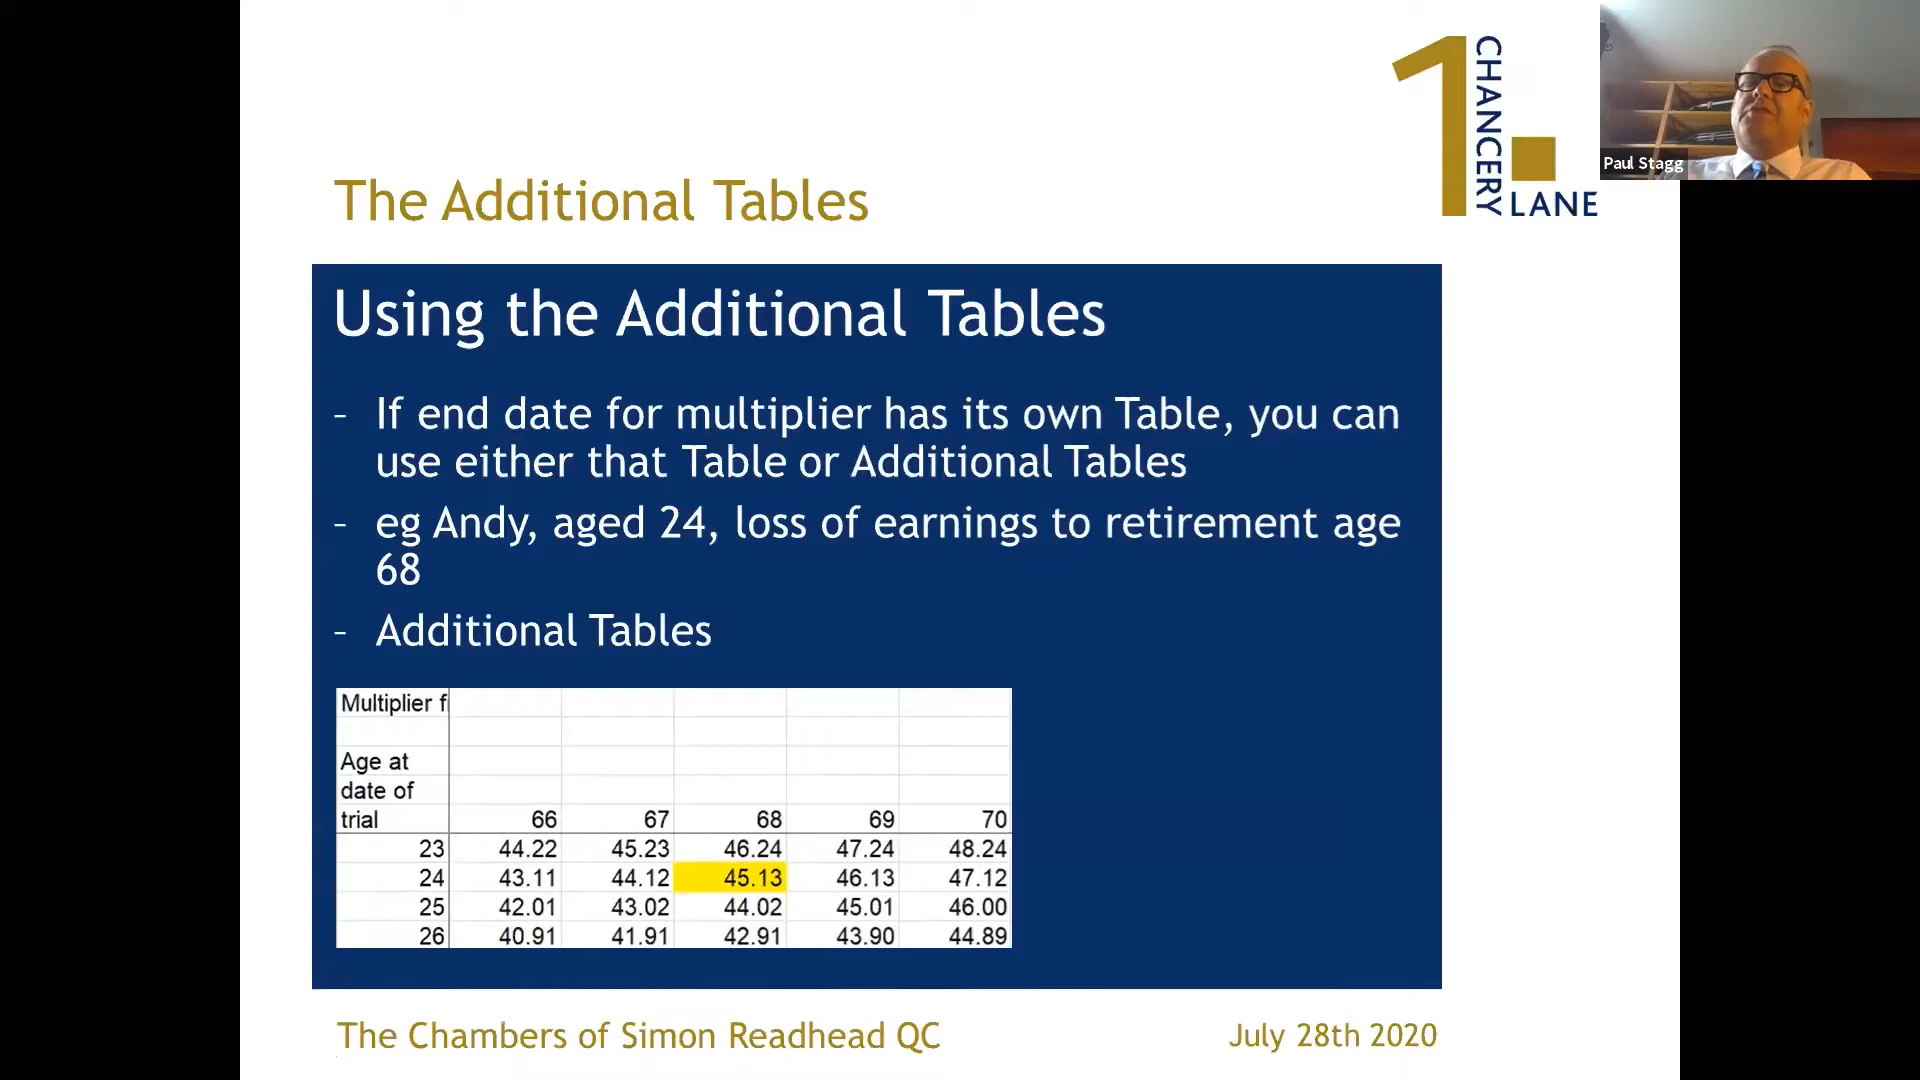 1 CHANCERY LANE
Paul Stagg
The Additional Tables
Using the Additional Tables
- If end date for multiplier has its own Table, you can
use either that Table or Additional Tables
- eg Andy, aged 24, loss of earnings to retirement age
68
- Additional Tables
Multiplier f
Age at
date of
trial 66 67 68 69 70
23 44.22 45.23 46.24 47.24 48.24
24 43.11 44.12 45.13 46.13 47.12
25 42.01 43.02 44.02 45.01 46.00
26 40.91 41.91 42.91 43.90 44.89
The Chambers of Simon Readhead QC July 28th 2020